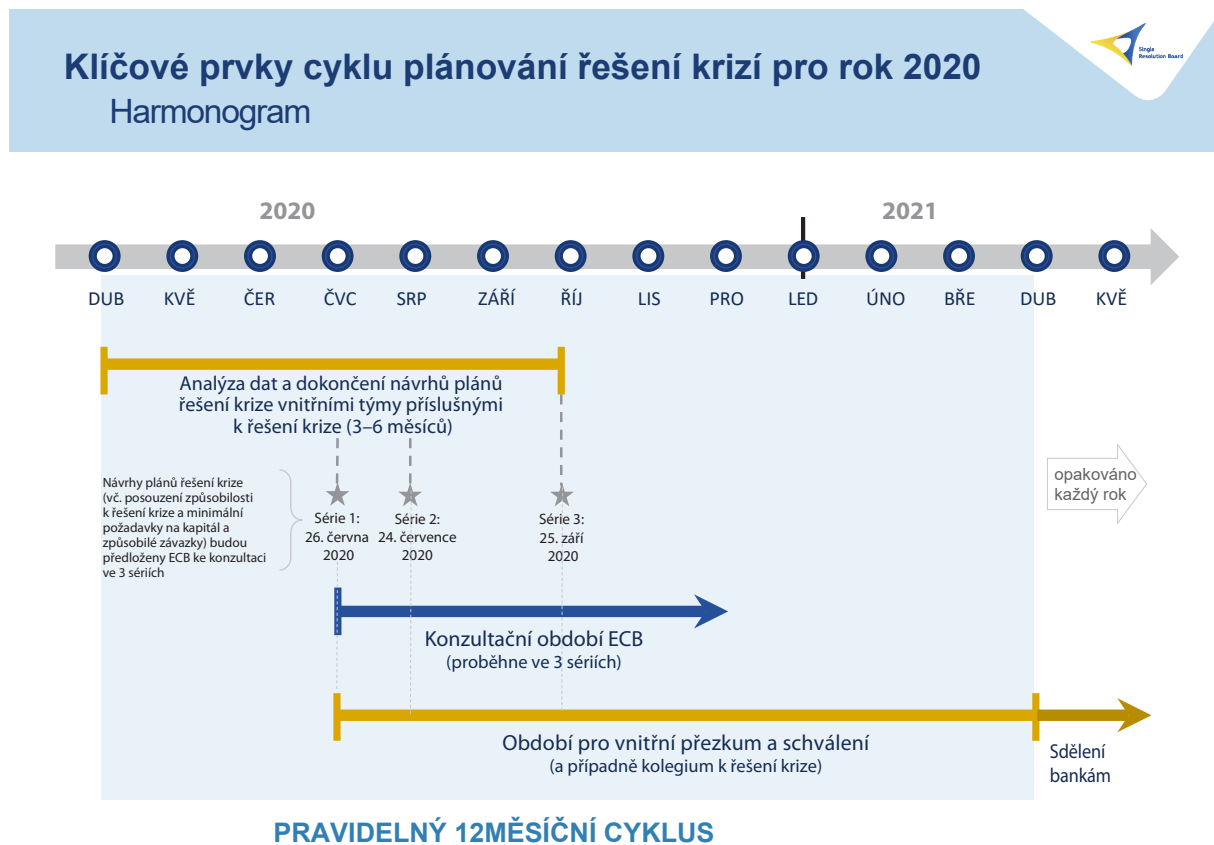 Klíčové prvky cyklu plánování řešení krizí pro rok 2020
Harmonogram
Single
Resolution Board
2020
2021
DUB KVĚ ČER ČVC SRP ZÁŘÍ ŘÍJ LIS PRO LED ÚNO BŘE DUB KVĚ
Analýza dat a dokončení návrhů plánů
řešení krize vnitřními týmy příslušnými
k řešení krize (3–6 měsíců)
Návrhy plánů řešení krize
(vč. posouzení způsobilosti
k řešení krize a minimální
požadavky na kapitál a
způsobilé závazky) budou
předloženy ECB ke konzultaci
ve 3 sériích
Série 1:
26. června
2020
Série 2:
24. července
2020
Série 3:
25. září
2020
opakováno
každý rok
Konzultační období ECB
(proběhne ve 3 sériích)
Období pro vnitřní přezkum a schválení
(a případně kolegium k řešení krize)
Sdělení
bankám
PRAVIDELNÝ 12MĚSÍČNÍ CYKLUS